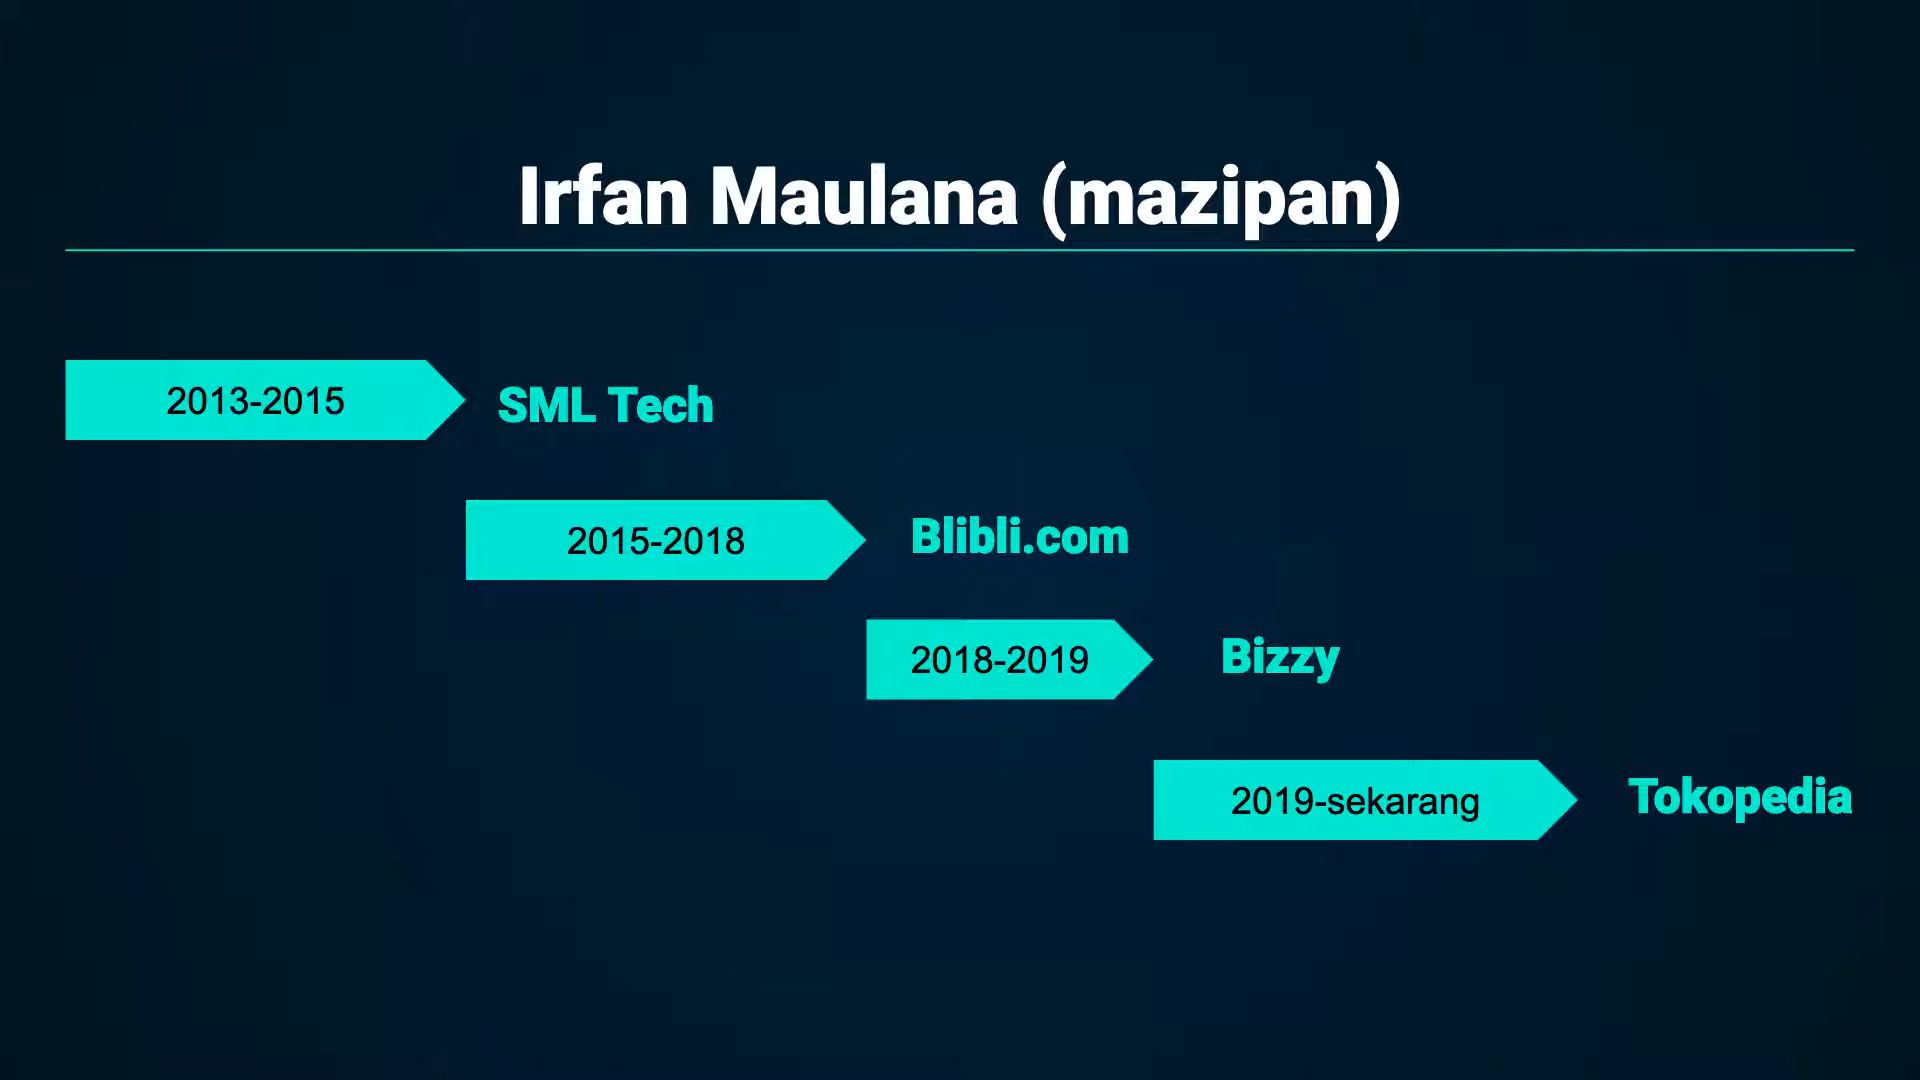 Irfan Maulana (mazipan)
2013-2015
SML Tech
2015-2018
Blibli.com
2018-2019
Bizzy
2019-sekarang
Tokopedia